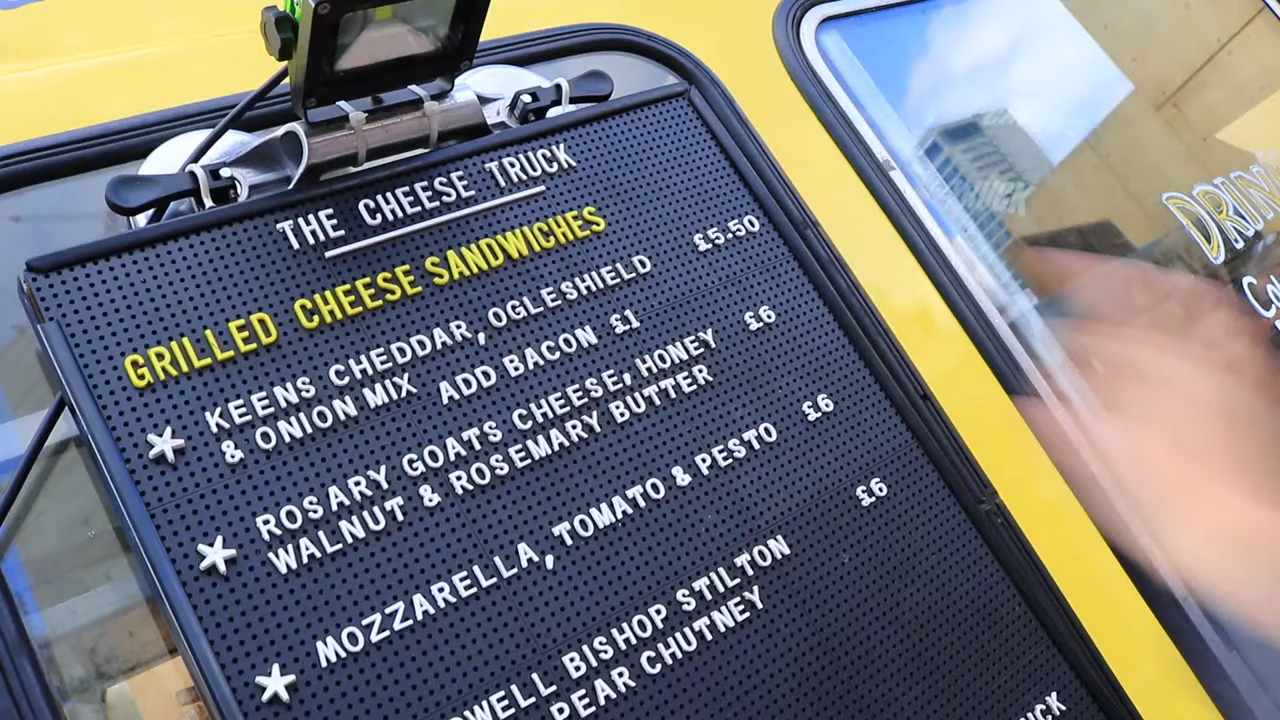 THE CHEESE TRUCK
GRILLED CHEESE SANDWICHES
KEENS CHEDDAR, OGLESHIELD £5.50
& ONION MIX ADD BACON £1
ROSARY GOATS CHEESE, HONEY £6
WALNUT & ROSEMARY BUTTER
MOZZARELLA, TOMATO & PESTO £6
BISHOP STILTON £6
PEAR CHUTNEY